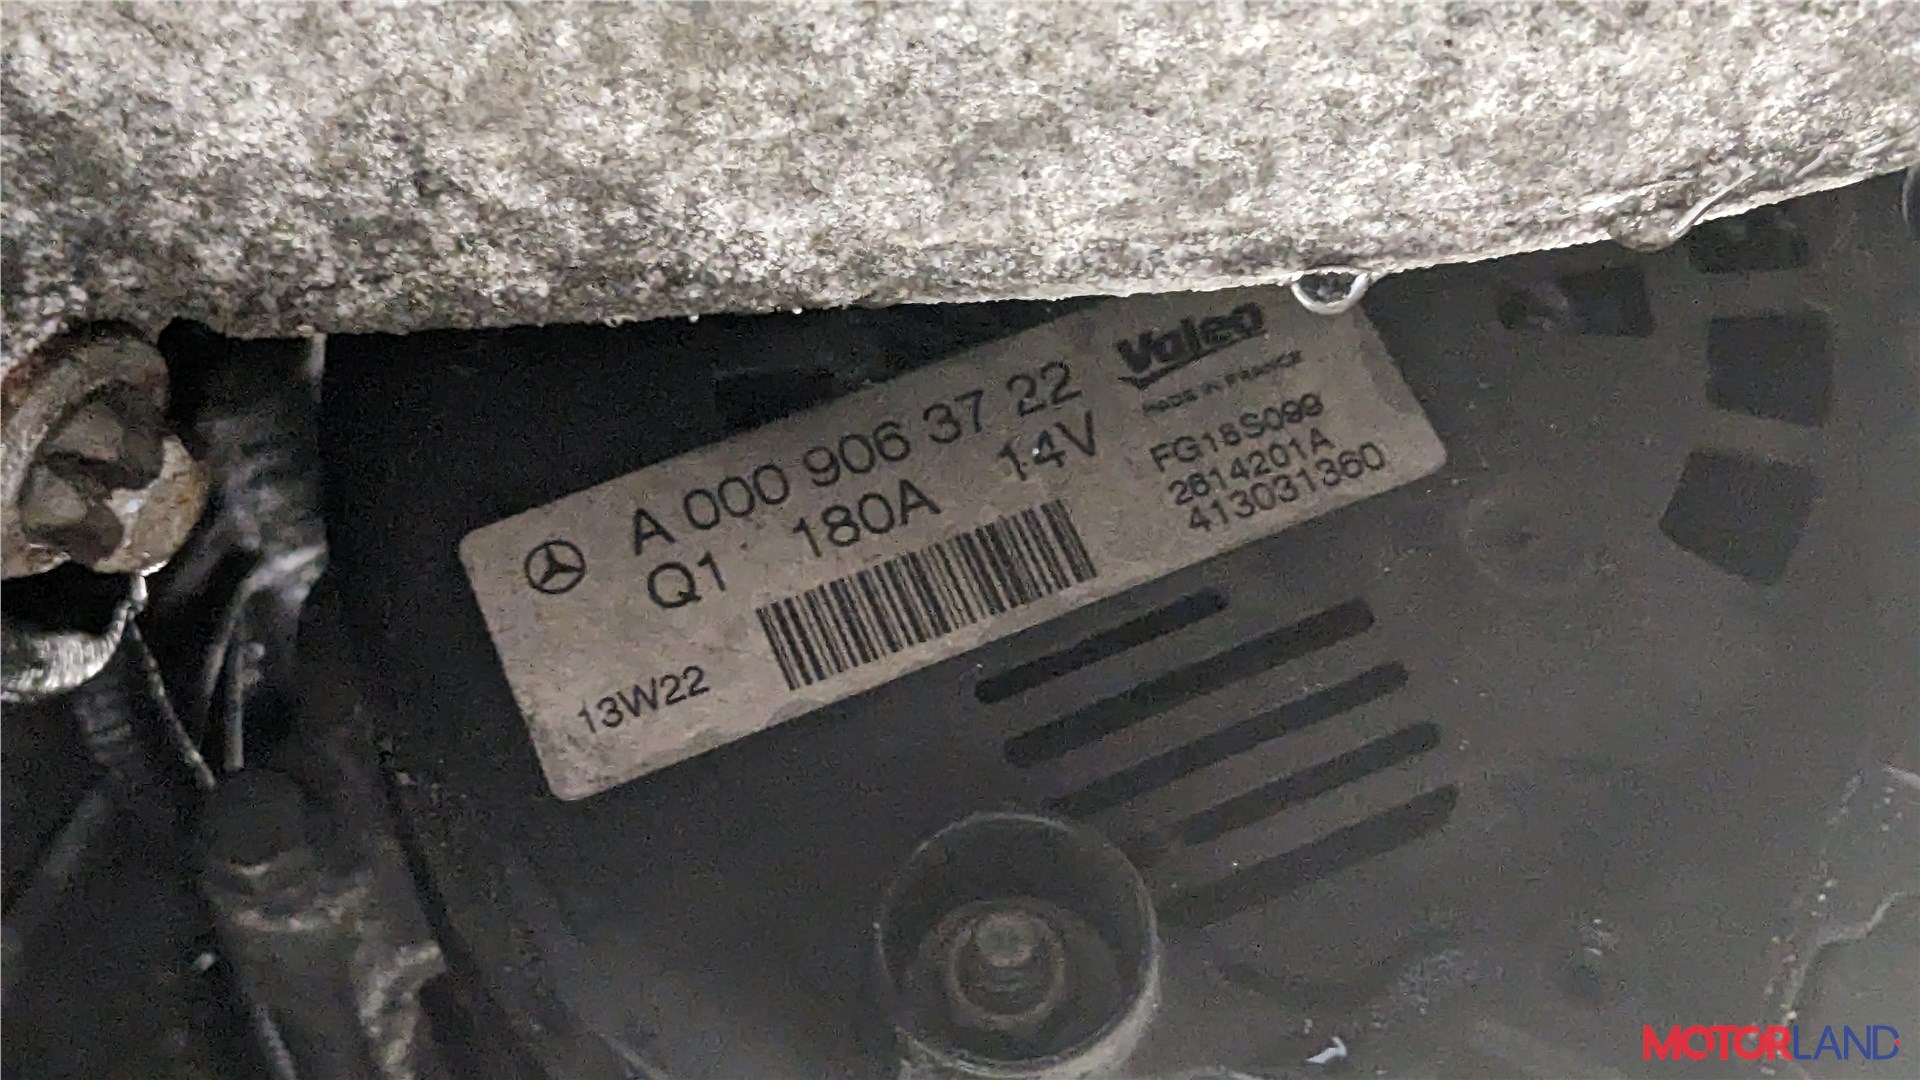 A 000 906 37 22
Q1 180A 14V
13W22
Valeo
MADE IN FRANCE
FG18S099
2614201A
413031360
MOTORLAND